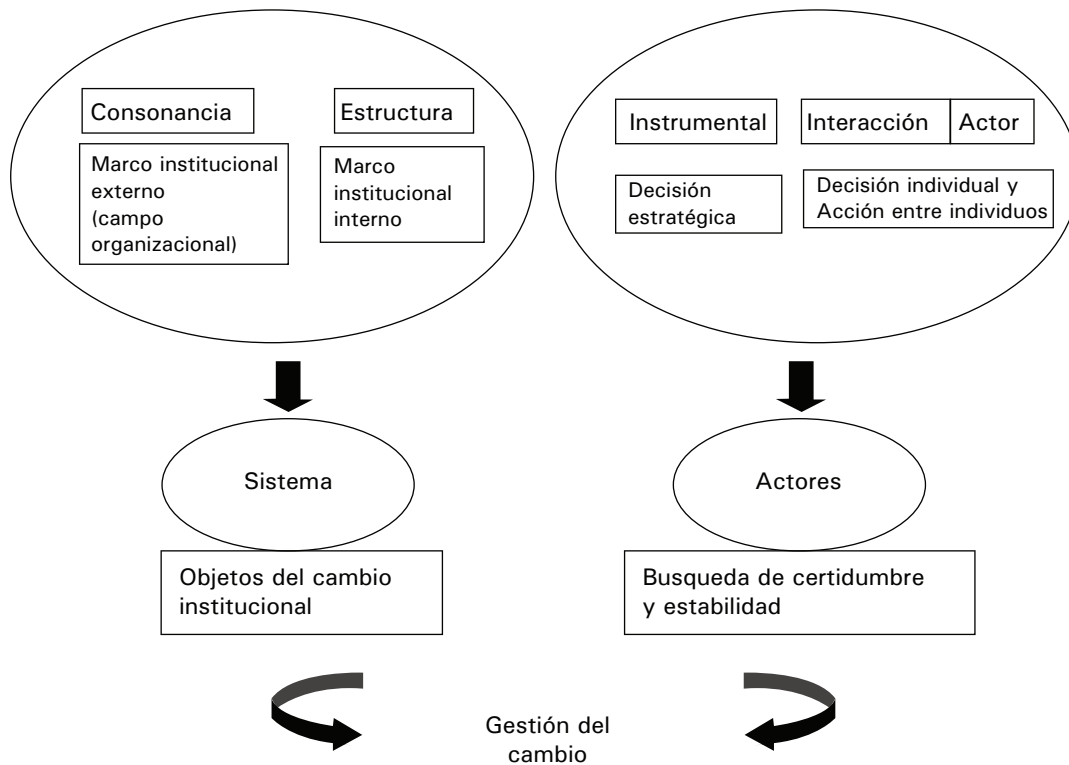 Consonancia
Marco institucional
externo
(campo
organizacional)
Estructura
Marco
institucional
interno
Instrumental
Decisión
estratégica
Interacción
Actor
Decisión individual y
Acción entre individuos
Sistema
Objetos del cambio
institucional
Actores
Busqueda de certidumbre
y estabilidad
Gestión del
cambio